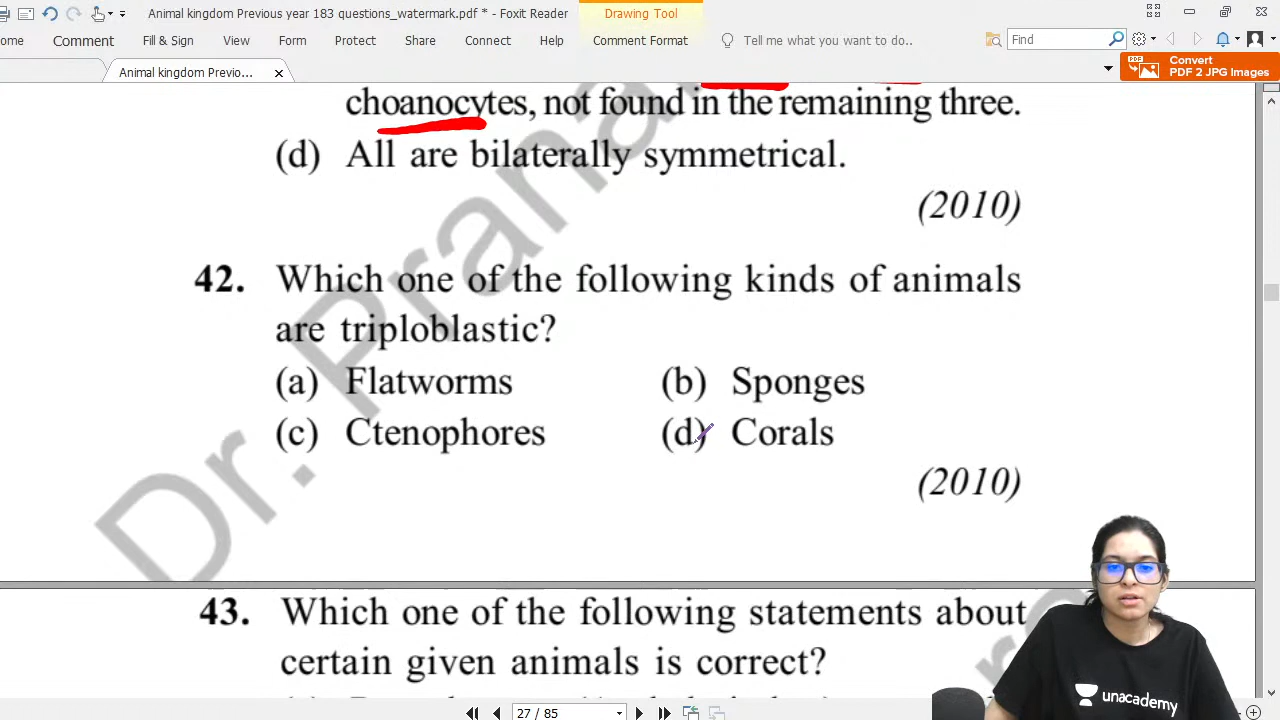 Animal kingdom Previous year 183 questions_watermark.pdf * - Foxit Reader
Drawing Tool
ome Comment Fill & Sign View Form Protect Share Connect Help Comment Format Tell me what you want to do.. Find
Animal kingdom Previo... ×
Convert
PDF 2 JPG Images
choanocytes, not found in the remaining three.
(d) All are bilaterally symmetrical.
(2010)
42. Which one of the following kinds of animals
are triploblastic?
(a) Flatworms (b) Sponges
(c) Ctenophores (d) Corals
(2010)
Dr. Prana
43. Which one of the following statements about
certain given animals is correct?
unacademy
27 / 85